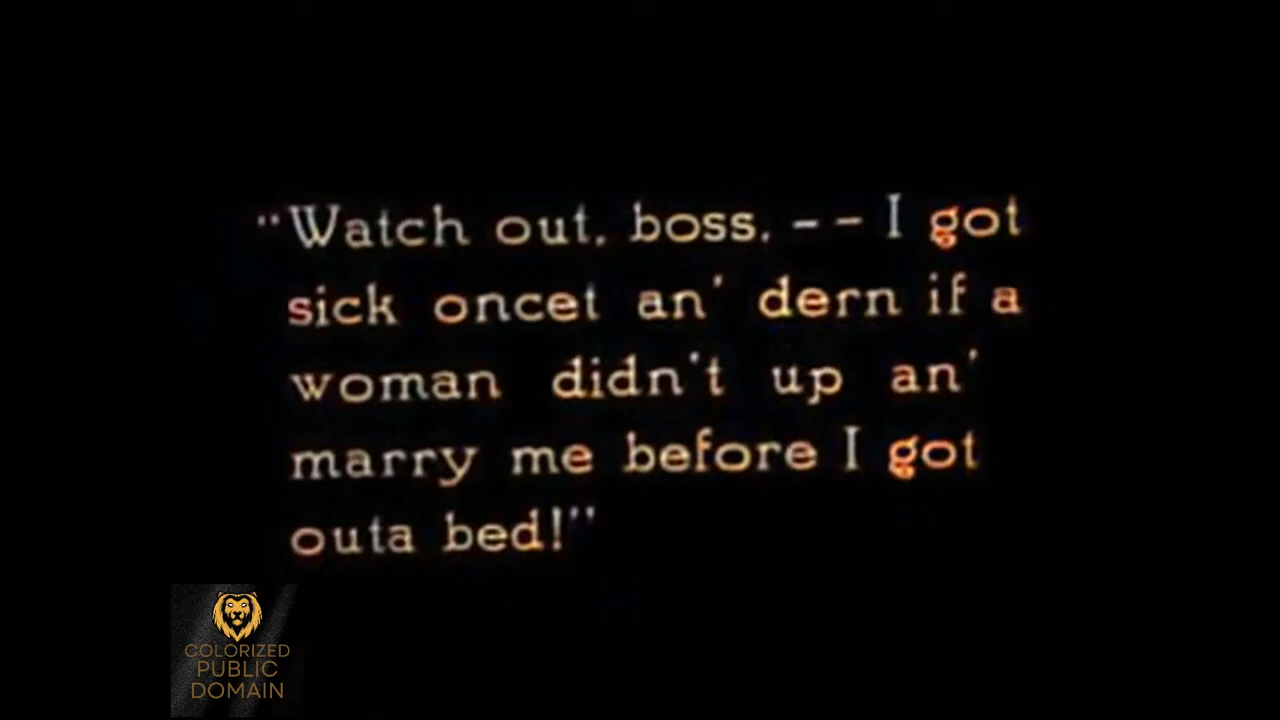 "Watch out, boss, -- I got
sick oncet an' dern if a
woman didn't up an'
marry me before I got
outa bed!"
COLORIZED
PUBLIC
DOMAIN